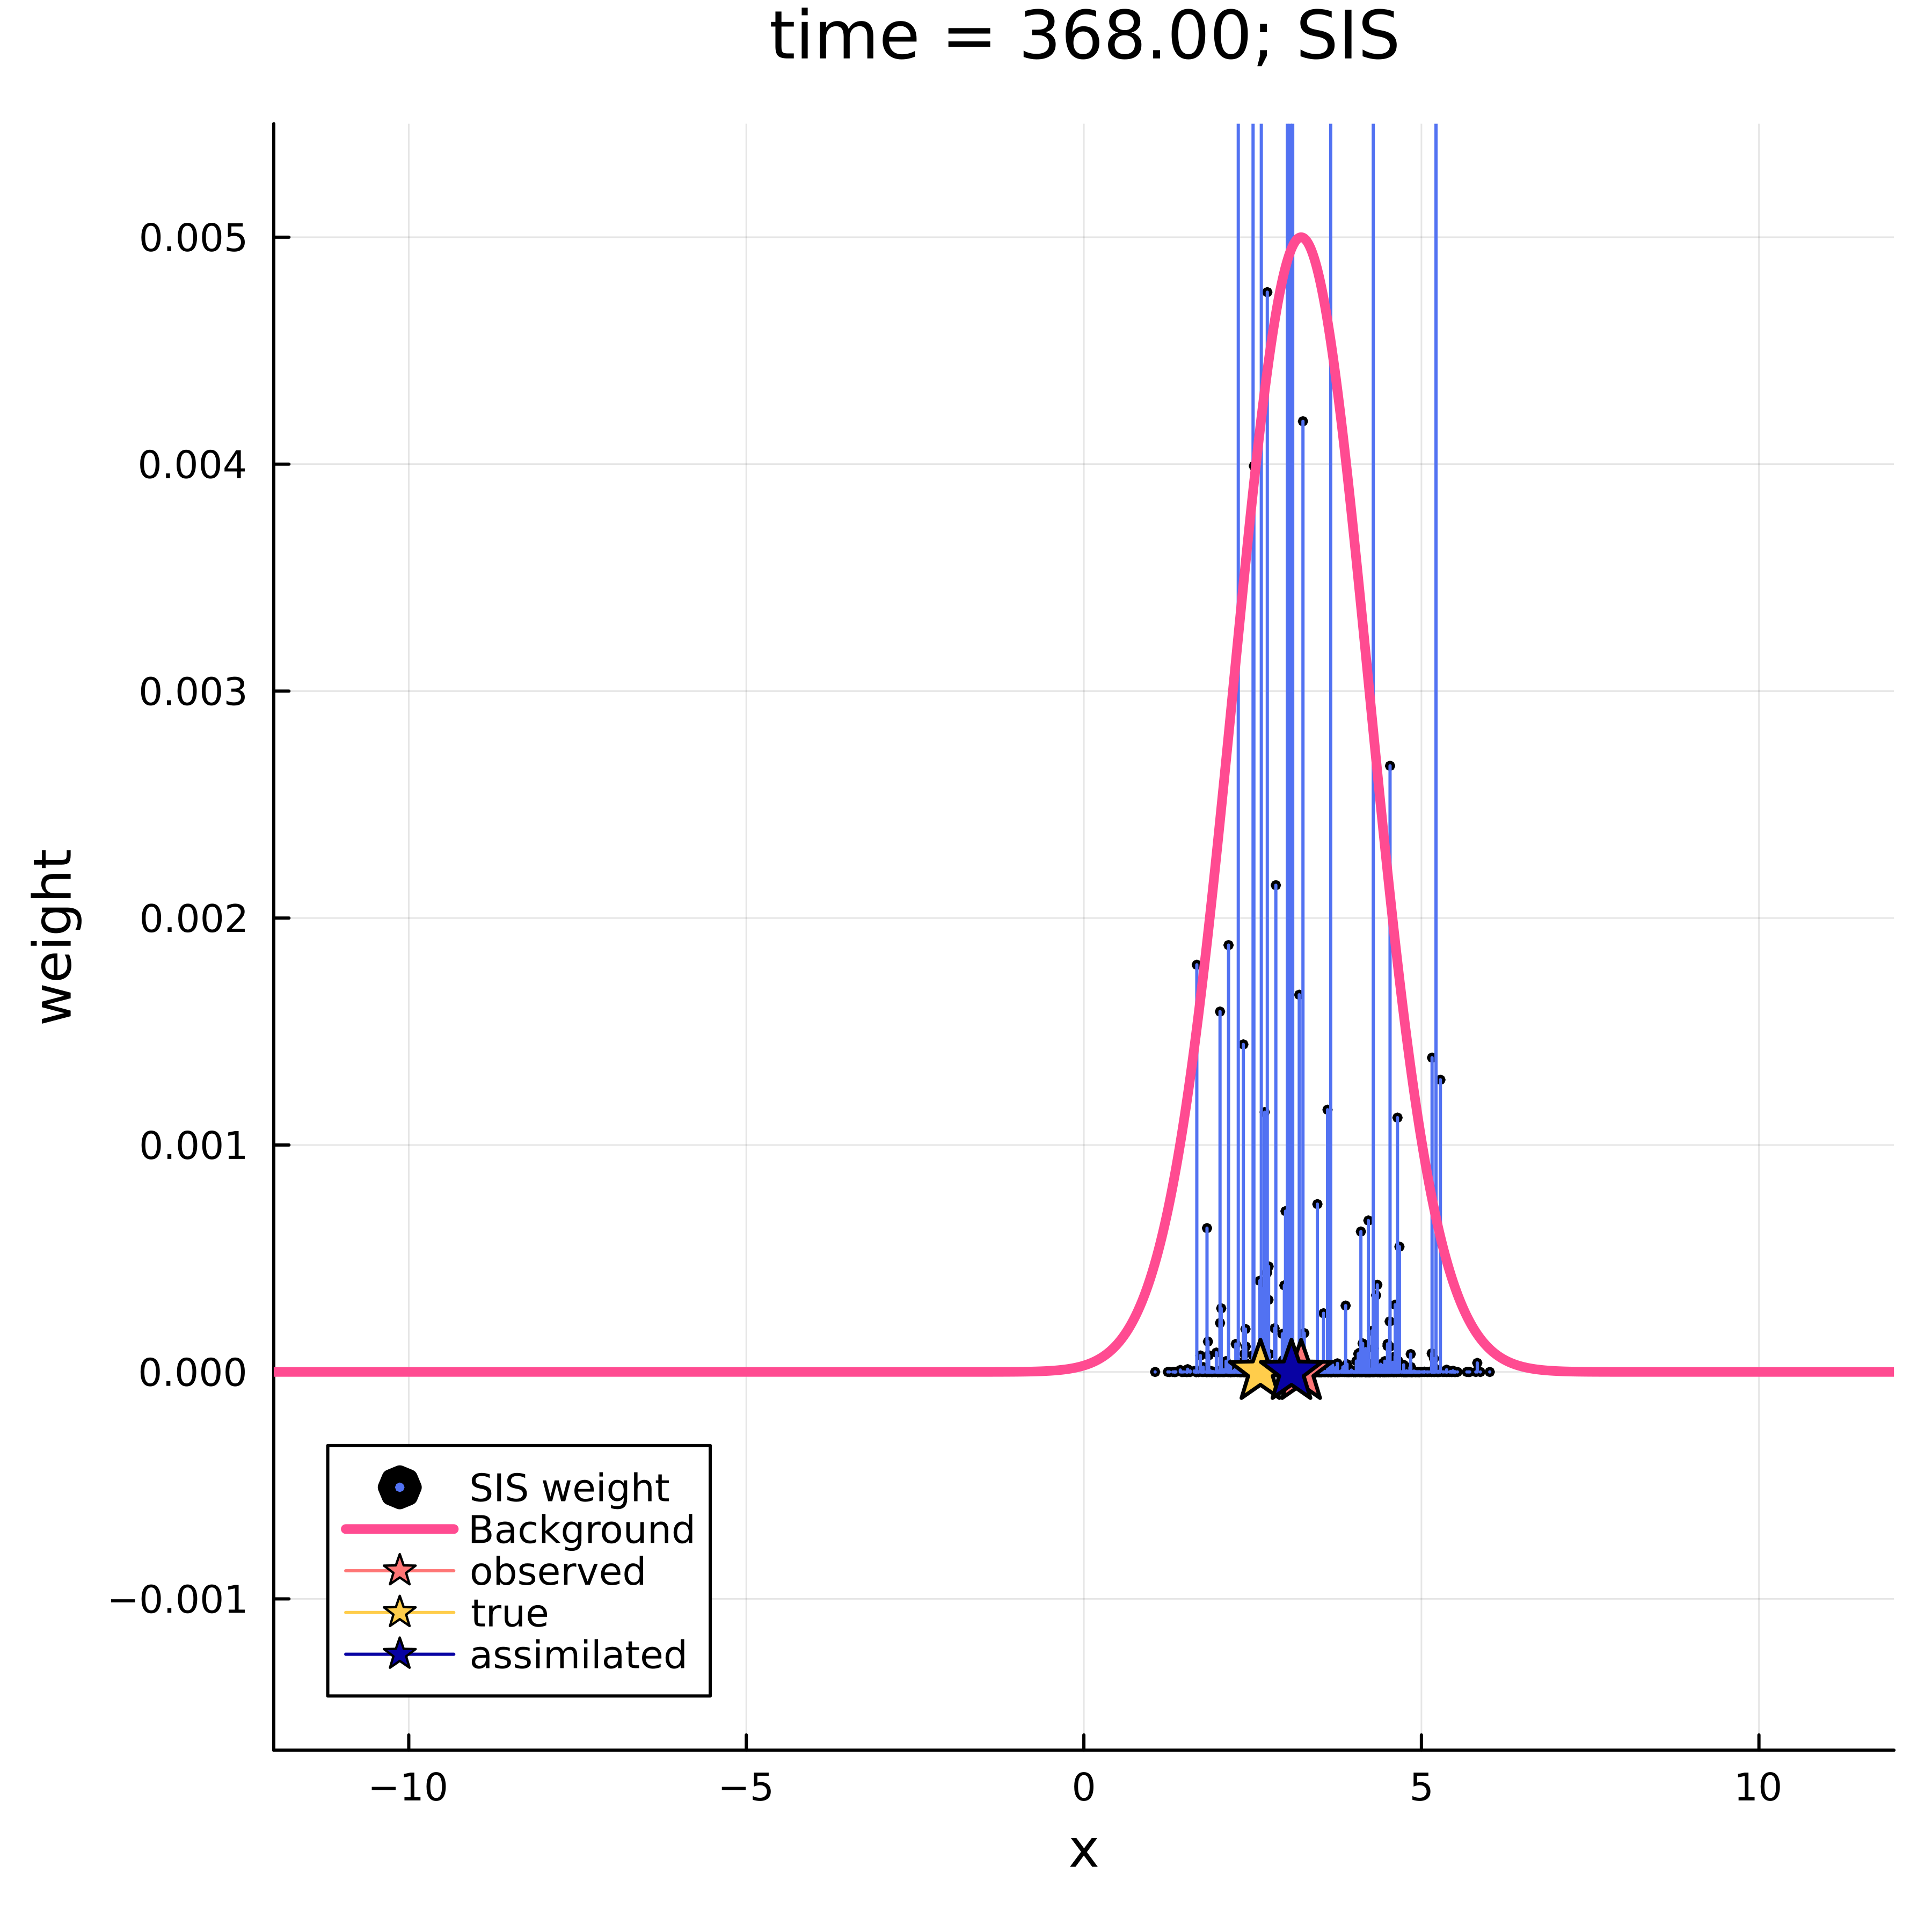 time = 368.00; SIS
weight
0.005
0.004
0.003
0.002
0.001
0.000
−0.001
SIS weight
Background
observed
true
assimilated
−10
−5
0
5
10
x